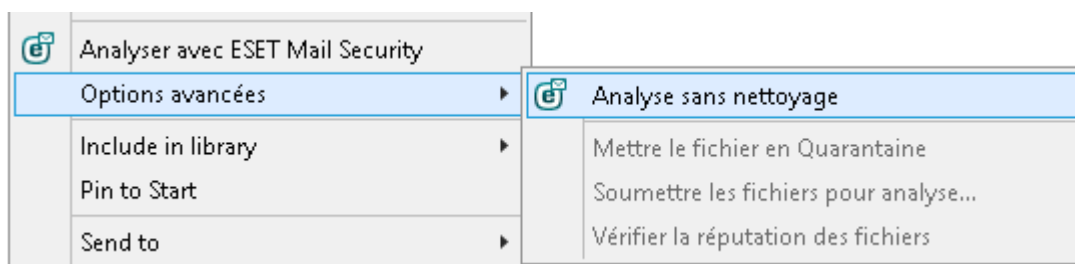 Analyser avec ESET Mail Security
Options avancées
Analyse sans nettoyage
Include in library
Mettre le fichier en Quarantaine
Pin to Start
Soumettre les fichiers pour analyse...
Send to
Vérifier la réputation des fichiers